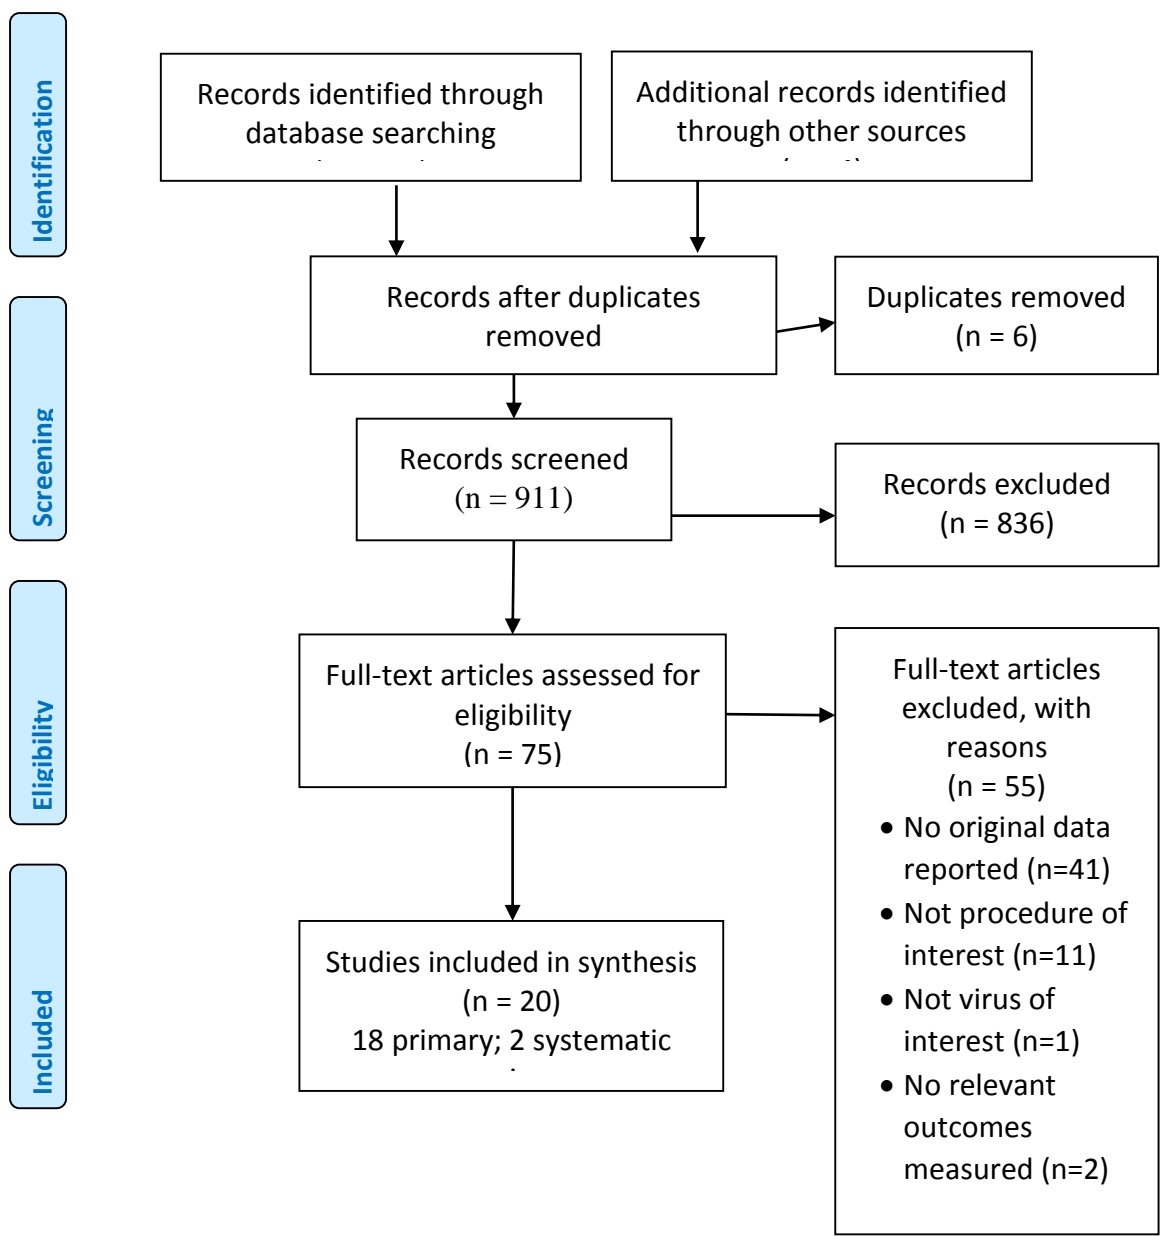 Identification
Records identified through
database searching
Additional records identified
through other sources
Records after duplicates
removed
Duplicates removed
(n = 6)
Screening
Records screened
(n = 911)
Records excluded
(n = 836)
Eligibility
Full-text articles assessed for
eligibility
(n = 75)
Full-text articles
excluded, with
reasons
(n = 55)
• No original data
reported (n=41)
• Not procedure of
interest (n=11)
• Not virus of
interest (n=1)
• No relevant
outcomes
measured (n=2)
Included
Studies included in synthesis
(n = 20)
18 primary; 2 systematic